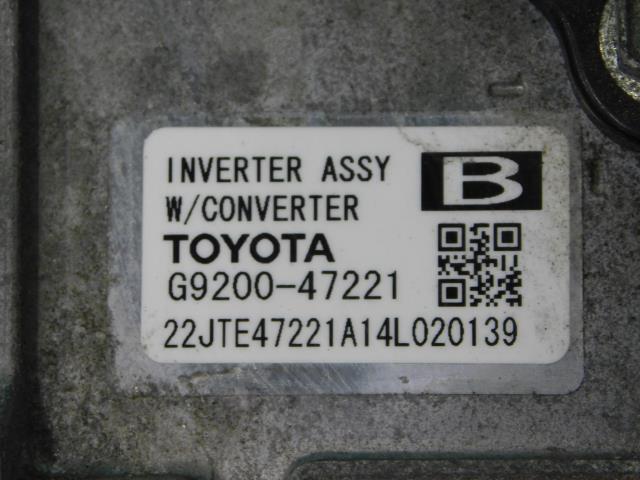 INVERTER ASSY
B
W/CONVERTER
TOYOTA
G9200-47221
22JTE47221A14L020139